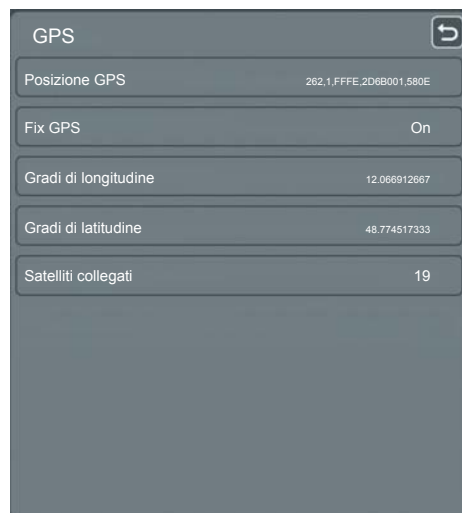 GPS
Posizione GPS 262,1,FFFE,2D6B001,580E
Fix GPS On
Gradi di longitudine 12.066912667
Gradi di latitudine 48.774517333
Satelliti collegati 19